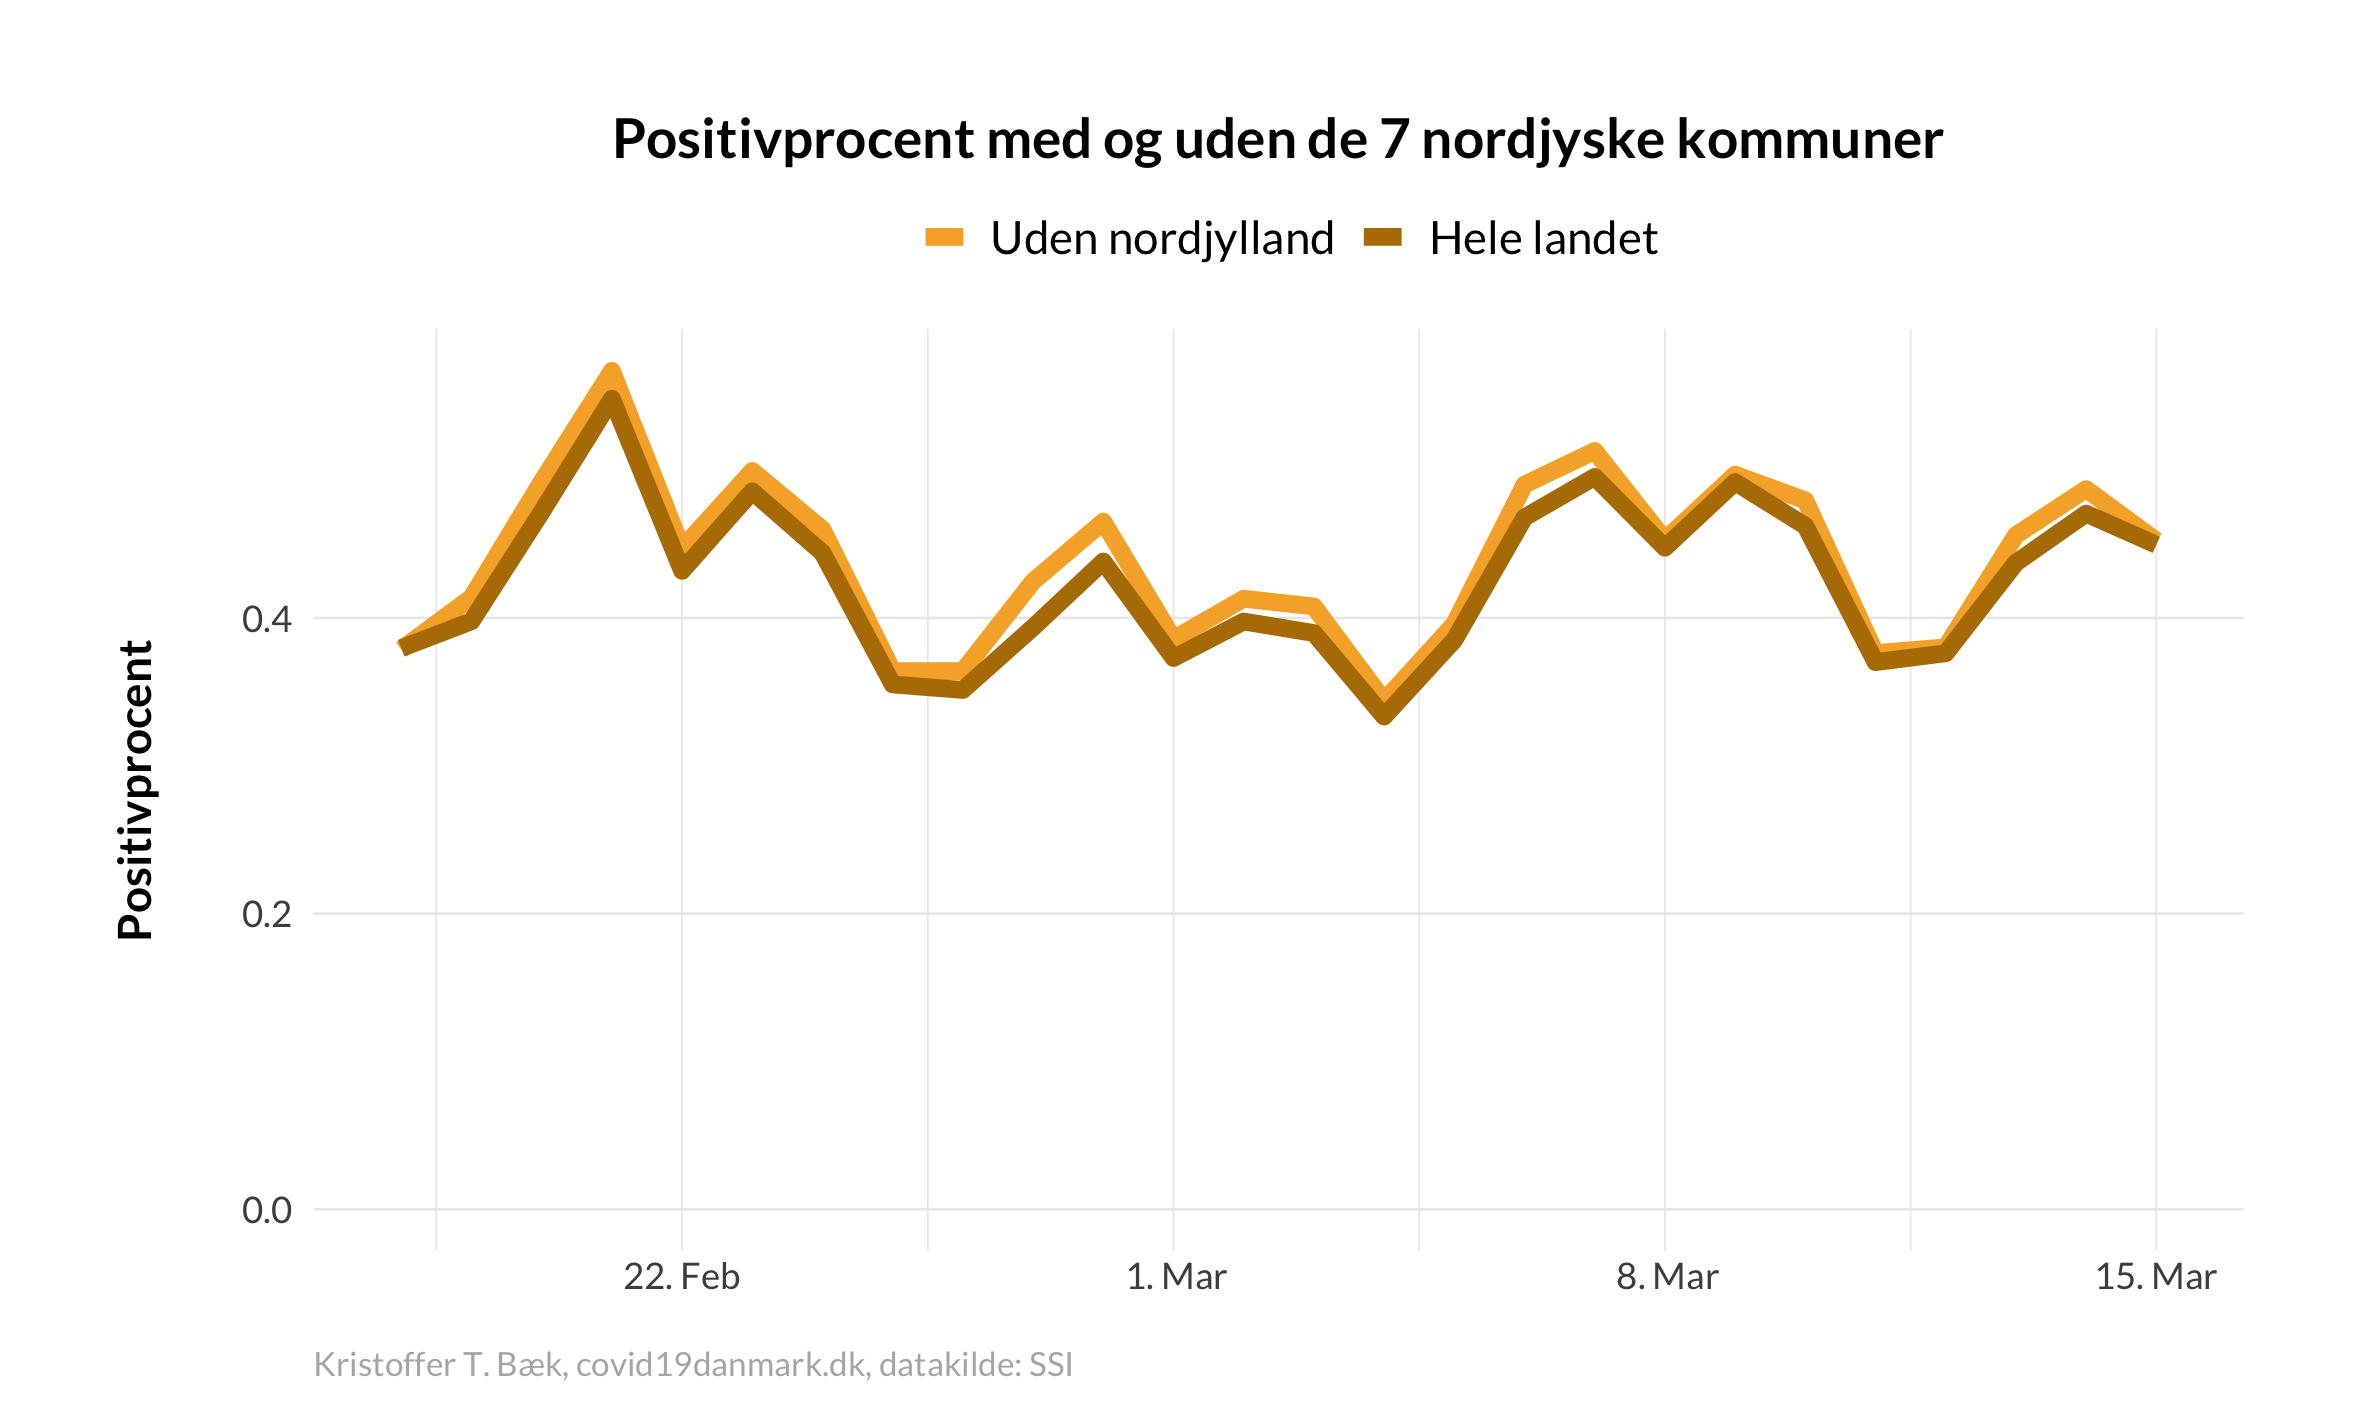 Positivprocent med og uden de 7 nordjyske kommuner
Uden nordjylland Hele landet
Positivprocent
0.4
0.2
0.0
22. Feb 1. Mar 8. Mar 15. Mar
Kristoffer T. Bæk, covid19danmark.dk, datakilde: SSI